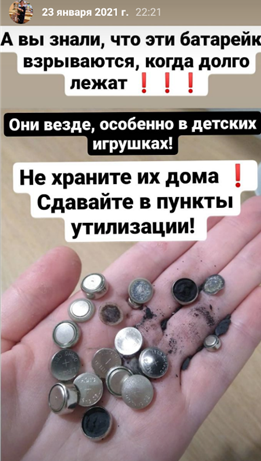 23 января 2021 г. 22:21
А вы знали, что эти батарейк
взрываются, когда долго
лежат❗❗❗
Они везде, особенно в детских
игрушках!
Не храните их дома❗
Сдавайте в пункты
утилизации!